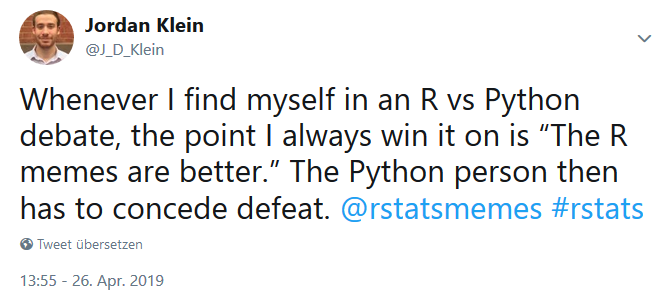 Jordan Klein
@J_D_Klein
Whenever I find myself in an R vs Python
debate, the point I always win it on is “The R
memes are better.” The Python person then
has to concede defeat. @rstatsmemes #rstats
Tweet übersetzen
13:55 - 26. Apr. 2019